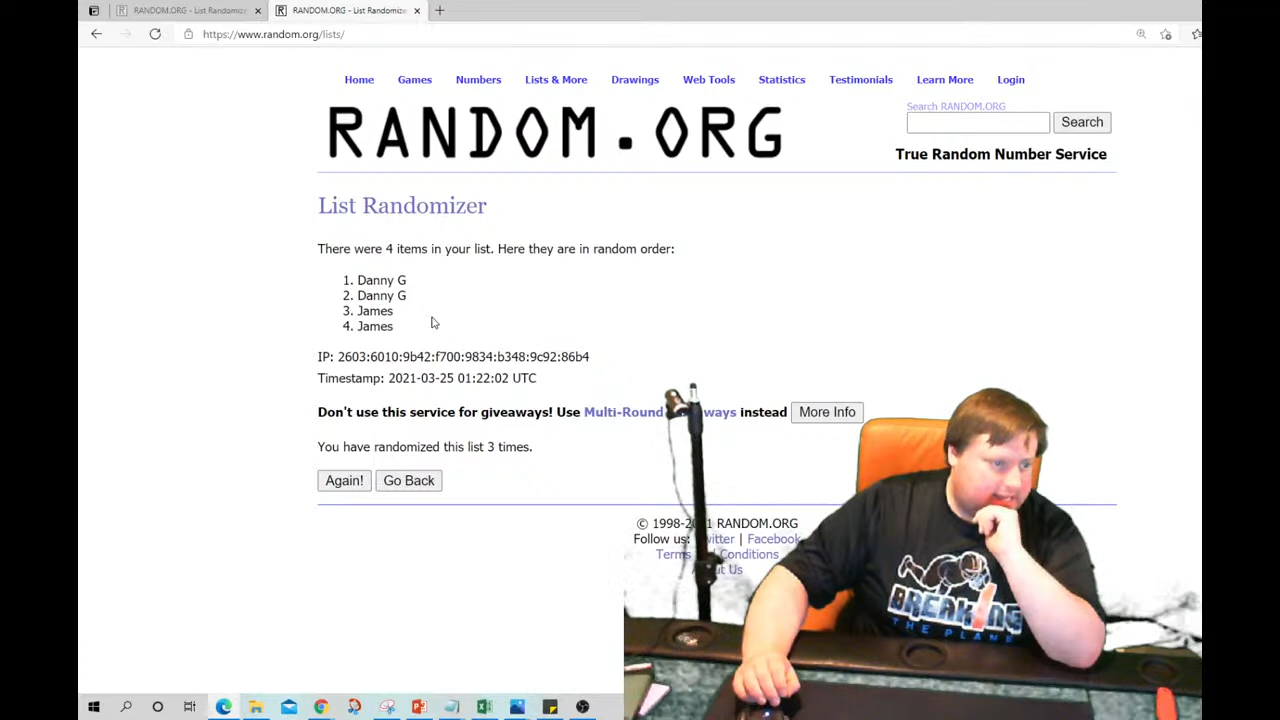 RANDOM.ORG - List Randomize
RANDOM.ORG - List Randomize
https://www.random.org/lists/
Home Games Numbers Lists & More Drawings Web Tools Statistics Testimonials Learn More Login
Search RANDOM.ORG
RANDOM.ORG
Search
True Random Number Service
List Randomizer
There were 4 items in your list. Here they are in random order:
1. Danny G
2. Danny G
3. James
4. James
IP: 2603:6010:9b42:f700:9834:b348:9c92:86b4
Timestamp: 2021-03-25 01:22:02 UTC
Don't use this service for giveaways! Use Multi-Round ways instead More Info
You have randomized this list 3 times.
Again! Go Back
© 1998-2 1 RANDOM.ORG
Follow us: witter | Facebook
Terms Conditions
t Us
BREAKING
THE PLANE